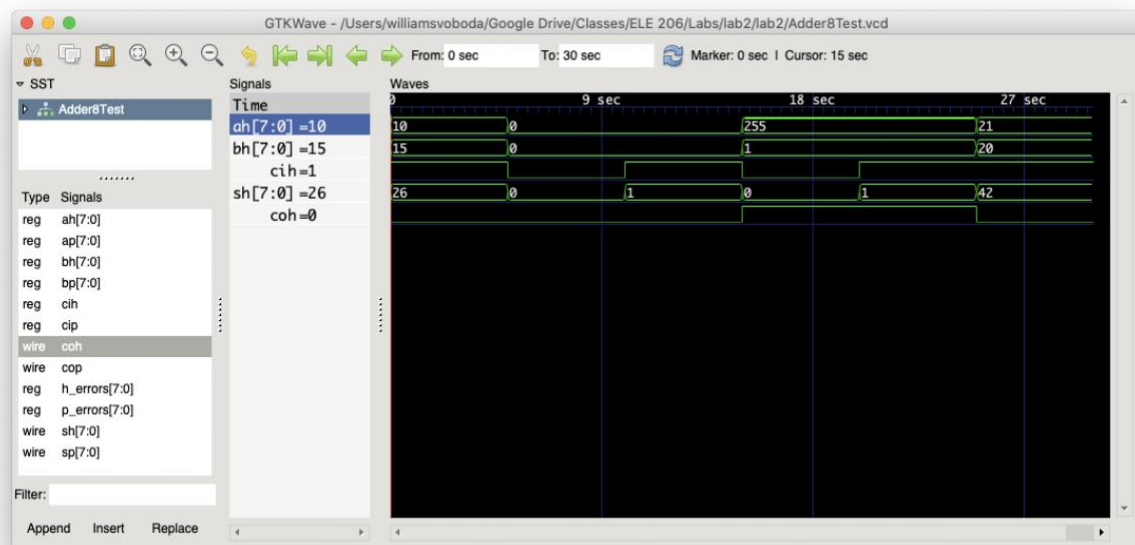 GTKWave - /Users/williamsvoboda/Google Drive/Classes/ELE 206/Labs/lab2/lab2/Adder8Test.vcd
From: 0 sec To: 30 sec Marker: 0 sec | Cursor: 15 sec
SST
Adder8Test
Type Signals
reg ah[7:0]
reg ap[7:0]
reg bh[7:0]
reg bp[7:0]
reg cih
reg cip
wire coh
wire cop
reg h_errors[7:0]
reg p_errors[7:0]
wire sh[7:0]
wire sp[7:0]
Filter:
Append Insert Replace
Signals
Time
ah[7:0] =10
bh[7:0] =15
cih=1
sh[7:0] =26
coh=0
Waves
0 9 sec 18 sec 27 sec
10 0 255 21
15 0 1 20
26 0 1 0 1 42